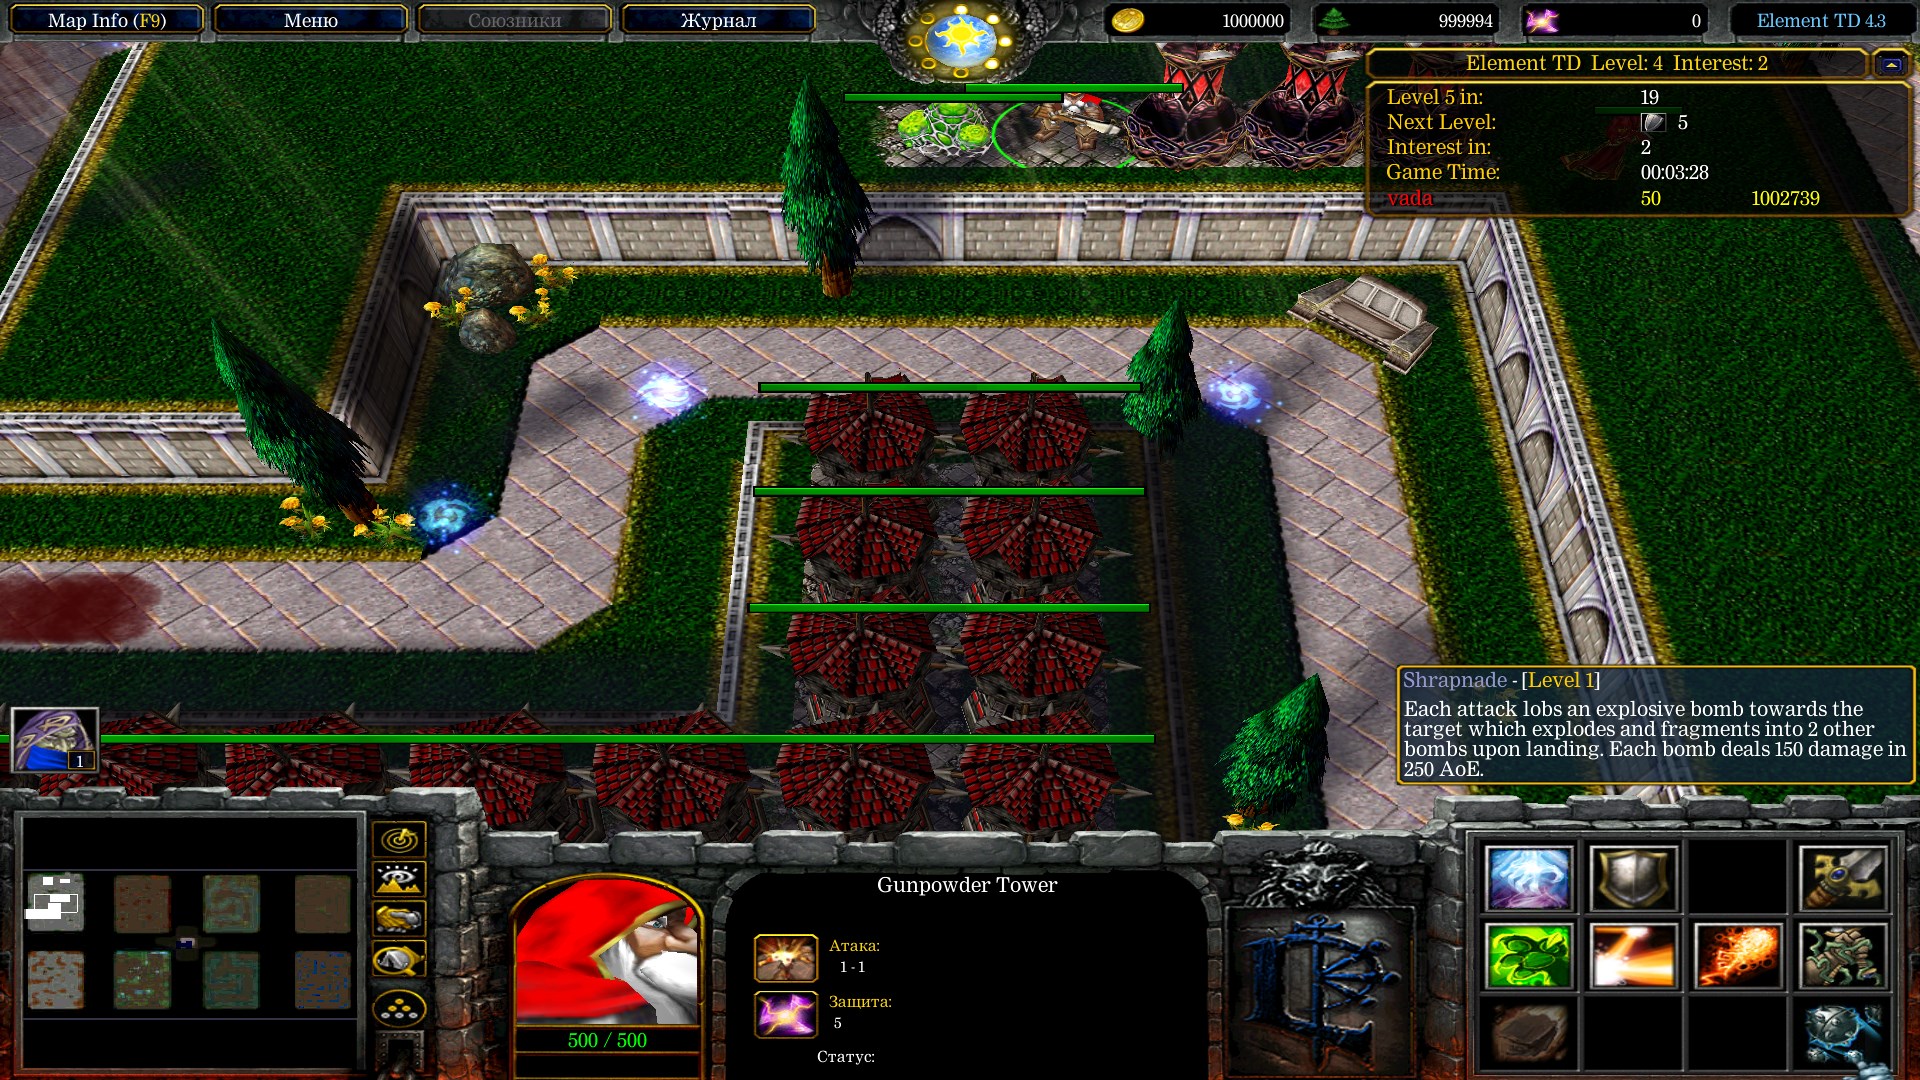 Map Info (F9)
Меню
Союзники
Журнал
1000000
999994
0
Element TD 4.3
Element TD Level: 4 Interest: 2
Level 5 in: 19
Next Level: 5
Interest in: 2
Game Time: 00:03:28
vada 50 1002739
Shrapnade - [Level 1]
Each attack lobs an explosive bomb towards the
target which explodes and fragments into 2 other
bombs upon landing. Each bomb deals 150 damage in
250 AoE.
1
Gunpowder Tower
Атака:
1 - 1
Защита:
5
Статус:
500 / 500